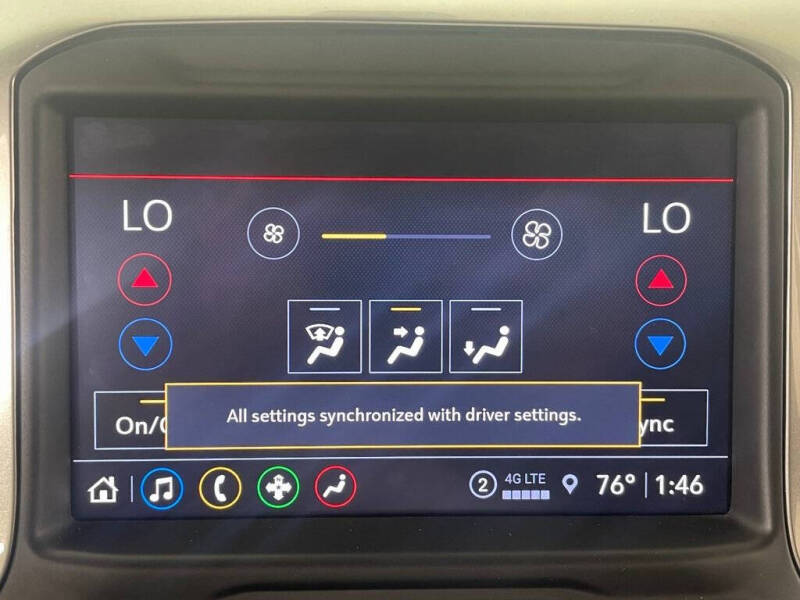 LO
LO
All settings synchronized with driver settings.
On/
ync
2
4G LTE
76° 1:46